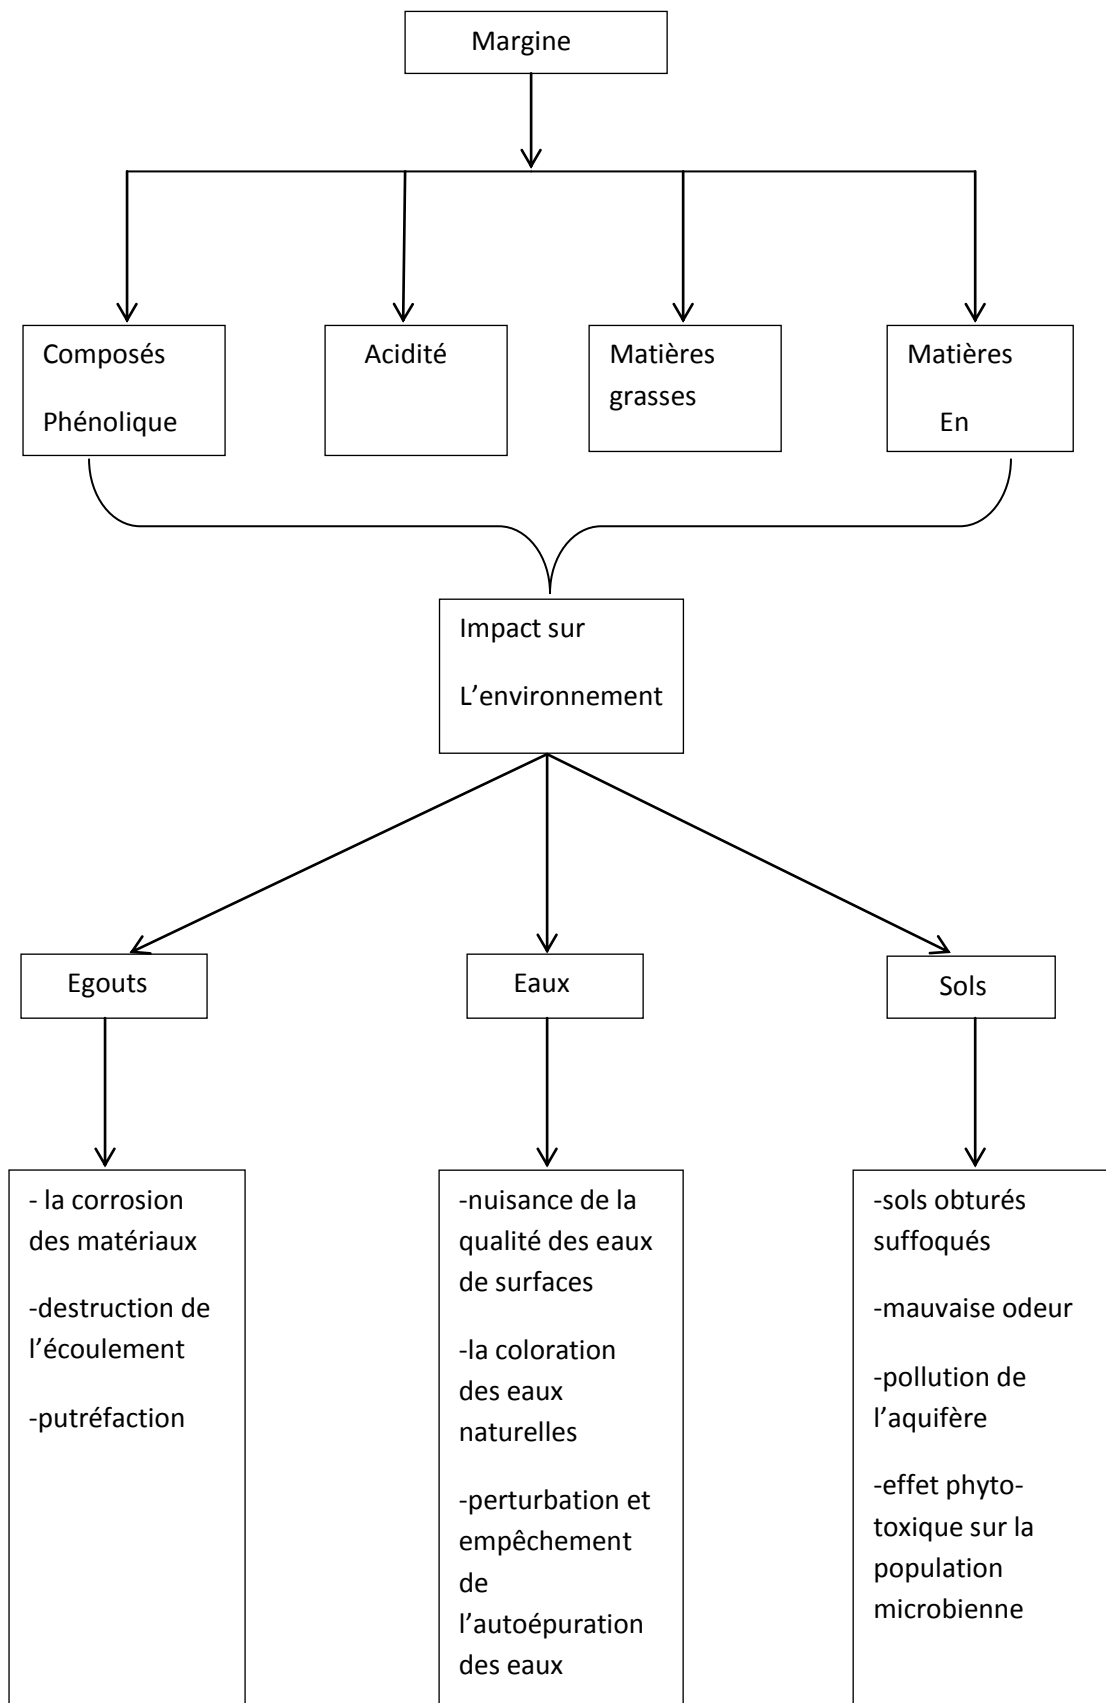 Margine
Composés
Phénolique
Acidité
Matières
grasses
Matières
En
Impact sur
L'environnement
Egouts
Eaux
Sols
- la corrosion
des matériaux
-destruction de
l'écoulement
-putréfaction
-nuisance de la
qualité des eaux
de surfaces
-la coloration
des eaux
naturelles
-perturbation et
empêchement
de
l'autoépuration
des eaux
-sols obturés
suffoqués
-mauvaise odeur
-pollution de
l'aquifère
-effet phyto-
toxique sur la
population
microbienne